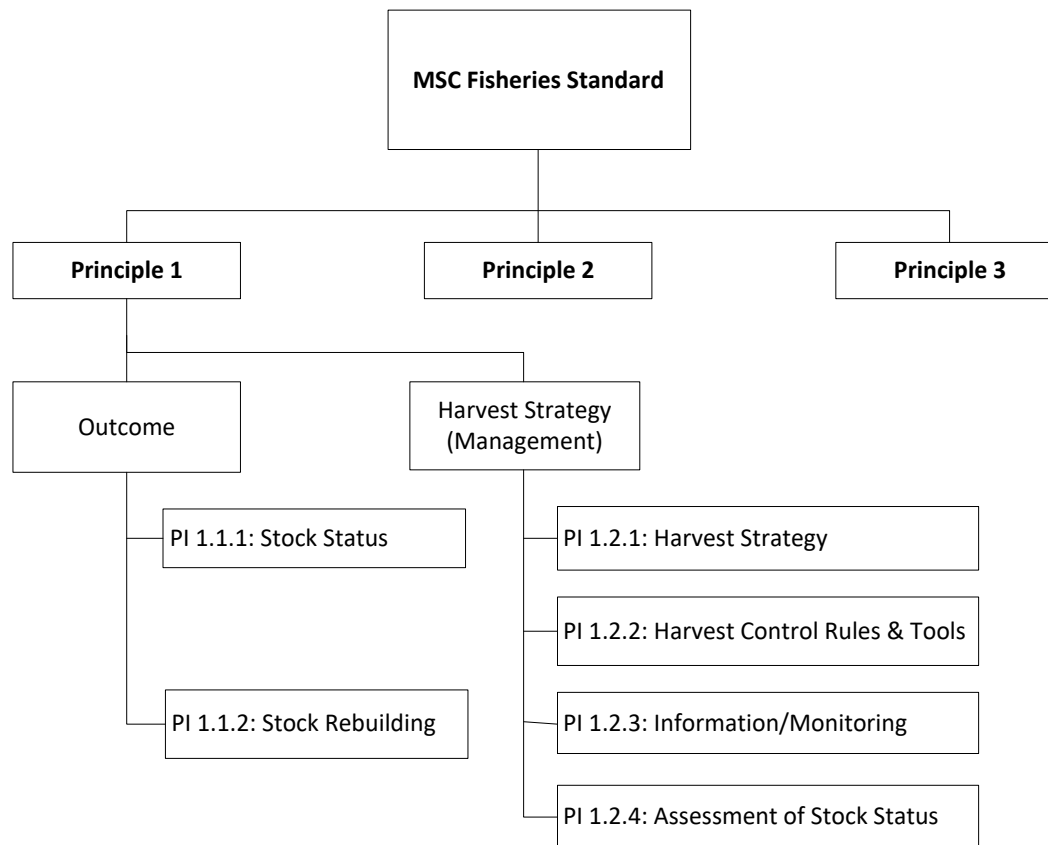 MSC Fisheries Standard
Principle 1
Principle 2
Principle 3
Outcome
Harvest Strategy
(Management)
PI 1.1.1: Stock Status
PI 1.1.2: Stock Rebuilding
PI 1.2.1: Harvest Strategy
PI 1.2.2: Harvest Control Rules & Tools
PI 1.2.3: Information/Monitoring
PI 1.2.4: Assessment of Stock Status